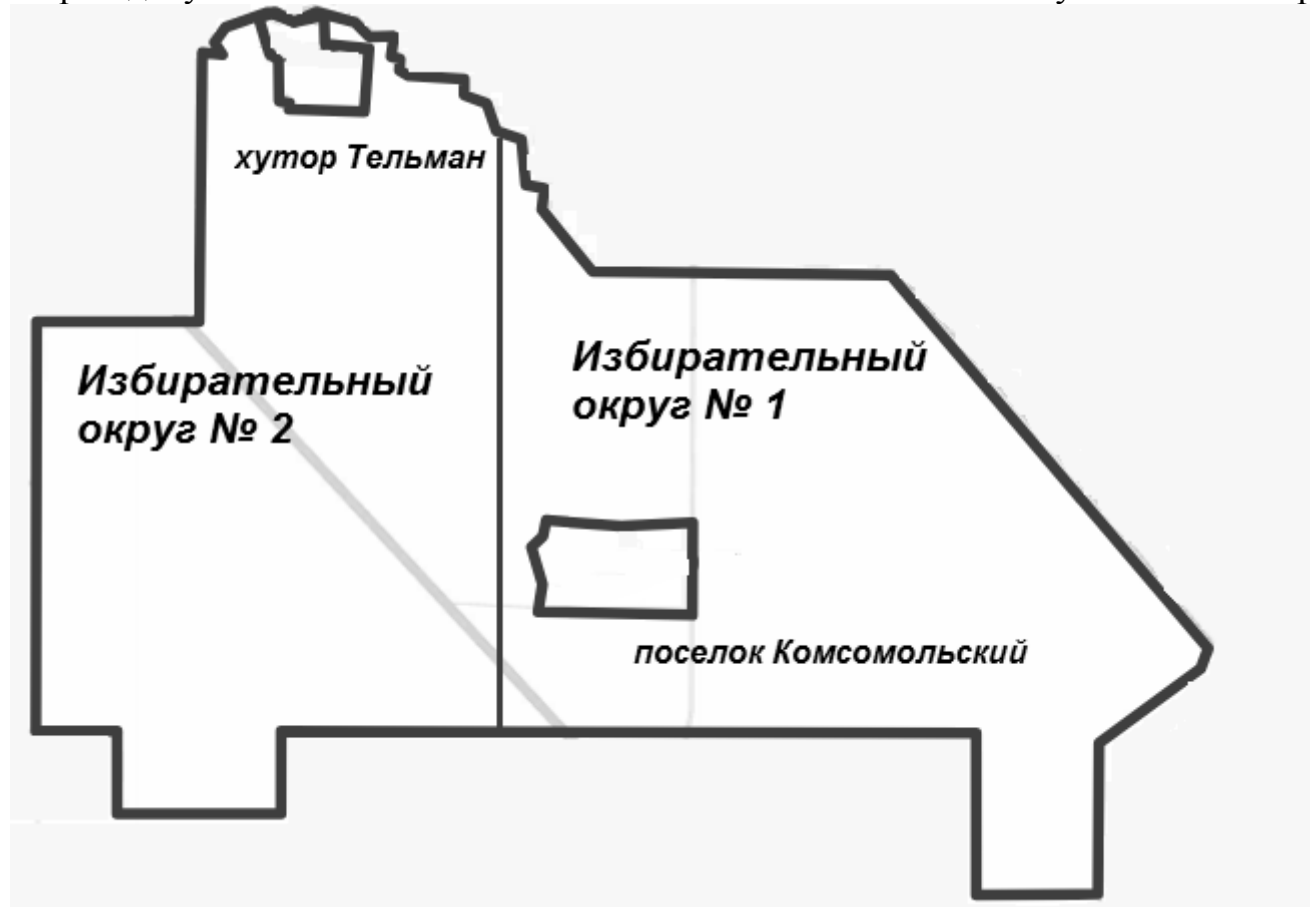 хутор Тельман
Избирательный
округ № 2
Избирательный
округ № 1
поселок Комсомольский